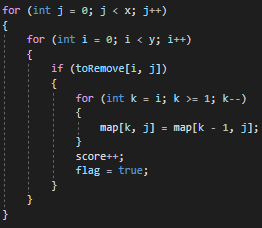 for (int j = 0; j < x; j++)
{
    for (int i = 0; i < y; i++)
    {
        if (toRemove[i, j])
        {
            for (int k = i; k >= 1; k--)
            {
                map[k, j] = map[k - 1, j];
            }
            score++;
            flag = true;
        }
    }
}